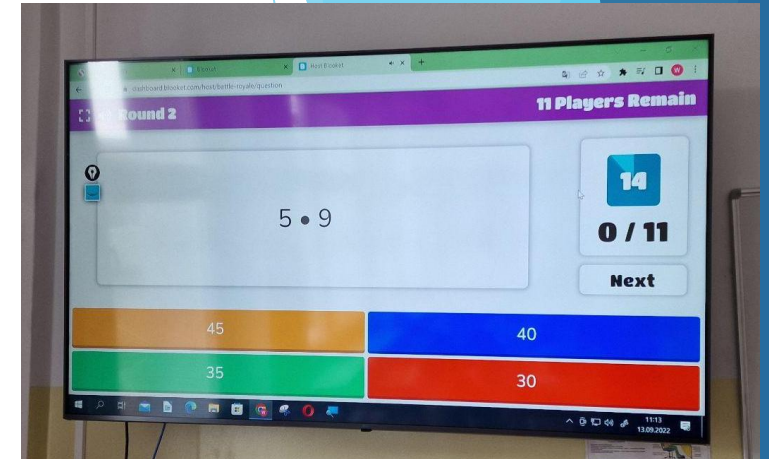 Blooket
Host Blooket
dashboard.blooket.com/host/battle-royale/question
W
Round 2
11 Players Remain
14
5 • 9
0 / 11
Next
45
40
35
30
11:13
13.09.2022